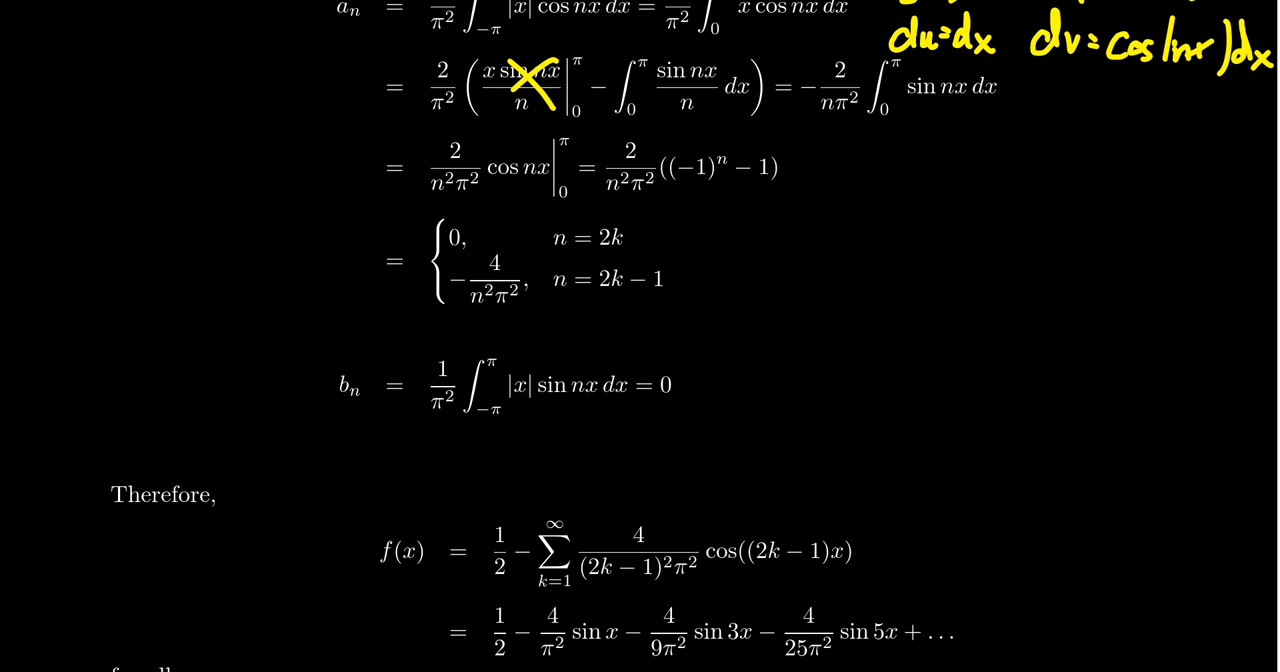 a_n = 1/π² ∫_{-π}^{π} |x| cos nx dx = 2/π² ∫_0^π x cos nx dx
du=dx dv=cos(nx)dx
= 2/π² ( x sin nx / n |_0^π − ∫_0^π sin nx / n dx ) = − 2/(nπ²) ∫_0^π sin nx dx
= 2/(n²π²) cos nx |_0^π = 2/(n²π²) ((−1)^n − 1)
= { 0, n = 2k
− 4/(n²π²), n = 2k − 1
b_n = 1/π² ∫_{-π}^{π} |x| sin nx dx = 0
Therefore,
f(x) = 1/2 − ∑_{k=1}^{∞} 4/((2k − 1)²π²) cos((2k − 1)x)
= 1/2 − 4/π² sin x − 4/(9π²) sin 3x − 4/(25π²) sin 5x + …